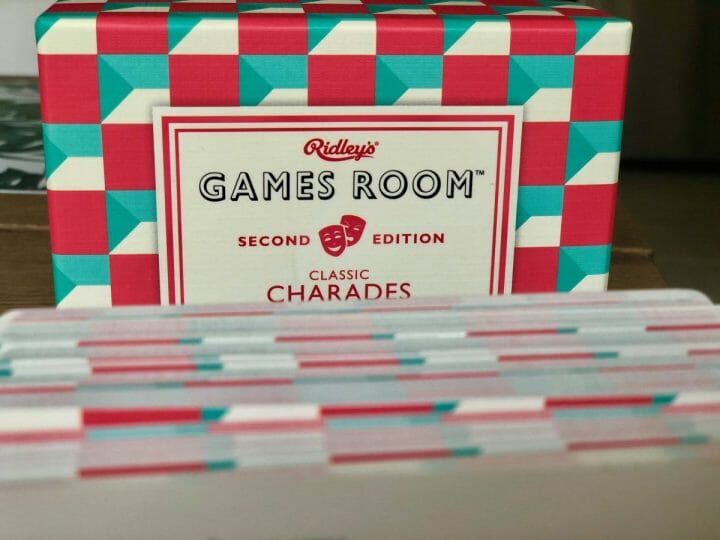 Ridley's®
GAMES ROOM™
SECOND EDITION
CLASSIC
CHARADES